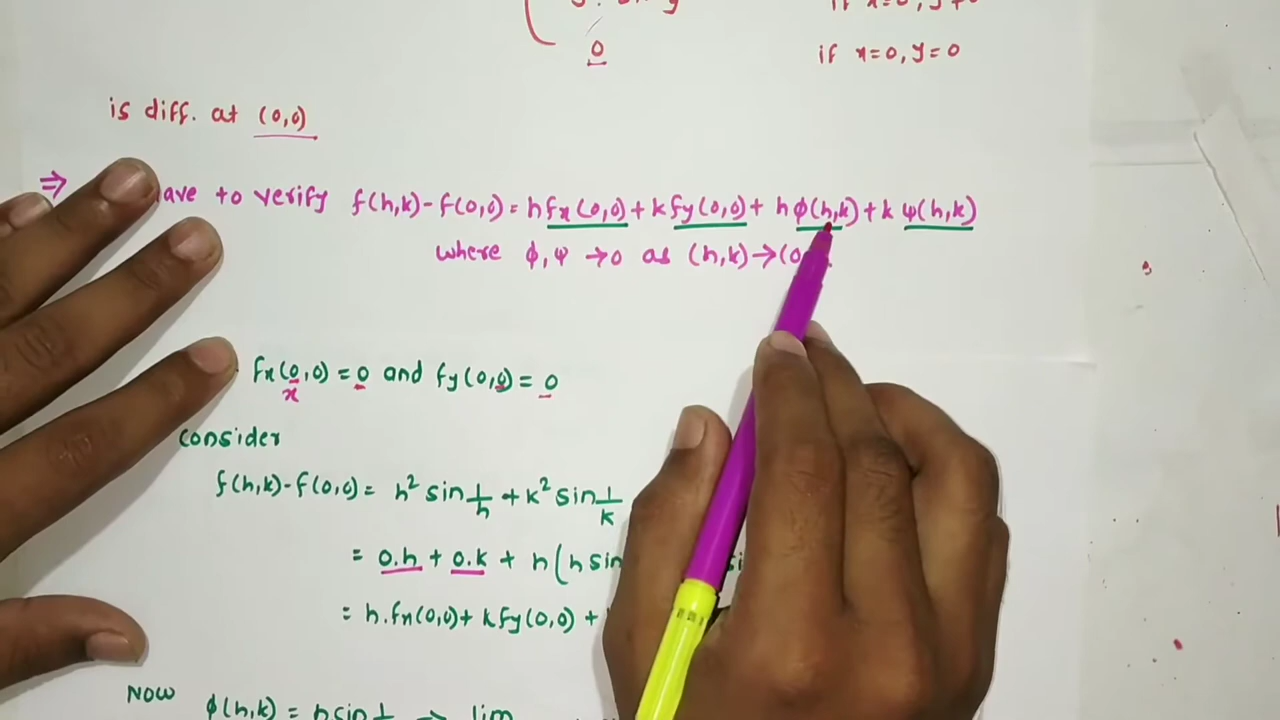 0
if x=0, y=0
is diff. at (0,0)
⇒ ave to verify f(h,k)-f(0,0) = h fx(0,0) + k fy(0,0) + h ϕ(h,k) + k ψ(h,k)
where ϕ, ψ → 0 as (h,k) → (0
fx(0,0) = 0 and fy(0,0) = 0
x
consider
f(h,k)-f(0,0) = h² sin 1/h + k² sin 1/k
= 0.h + 0.k + h(h sin
= h.fx(0,0) + k fy(0,0) +
Now ϕ(h,k) = h sin 1 → lim